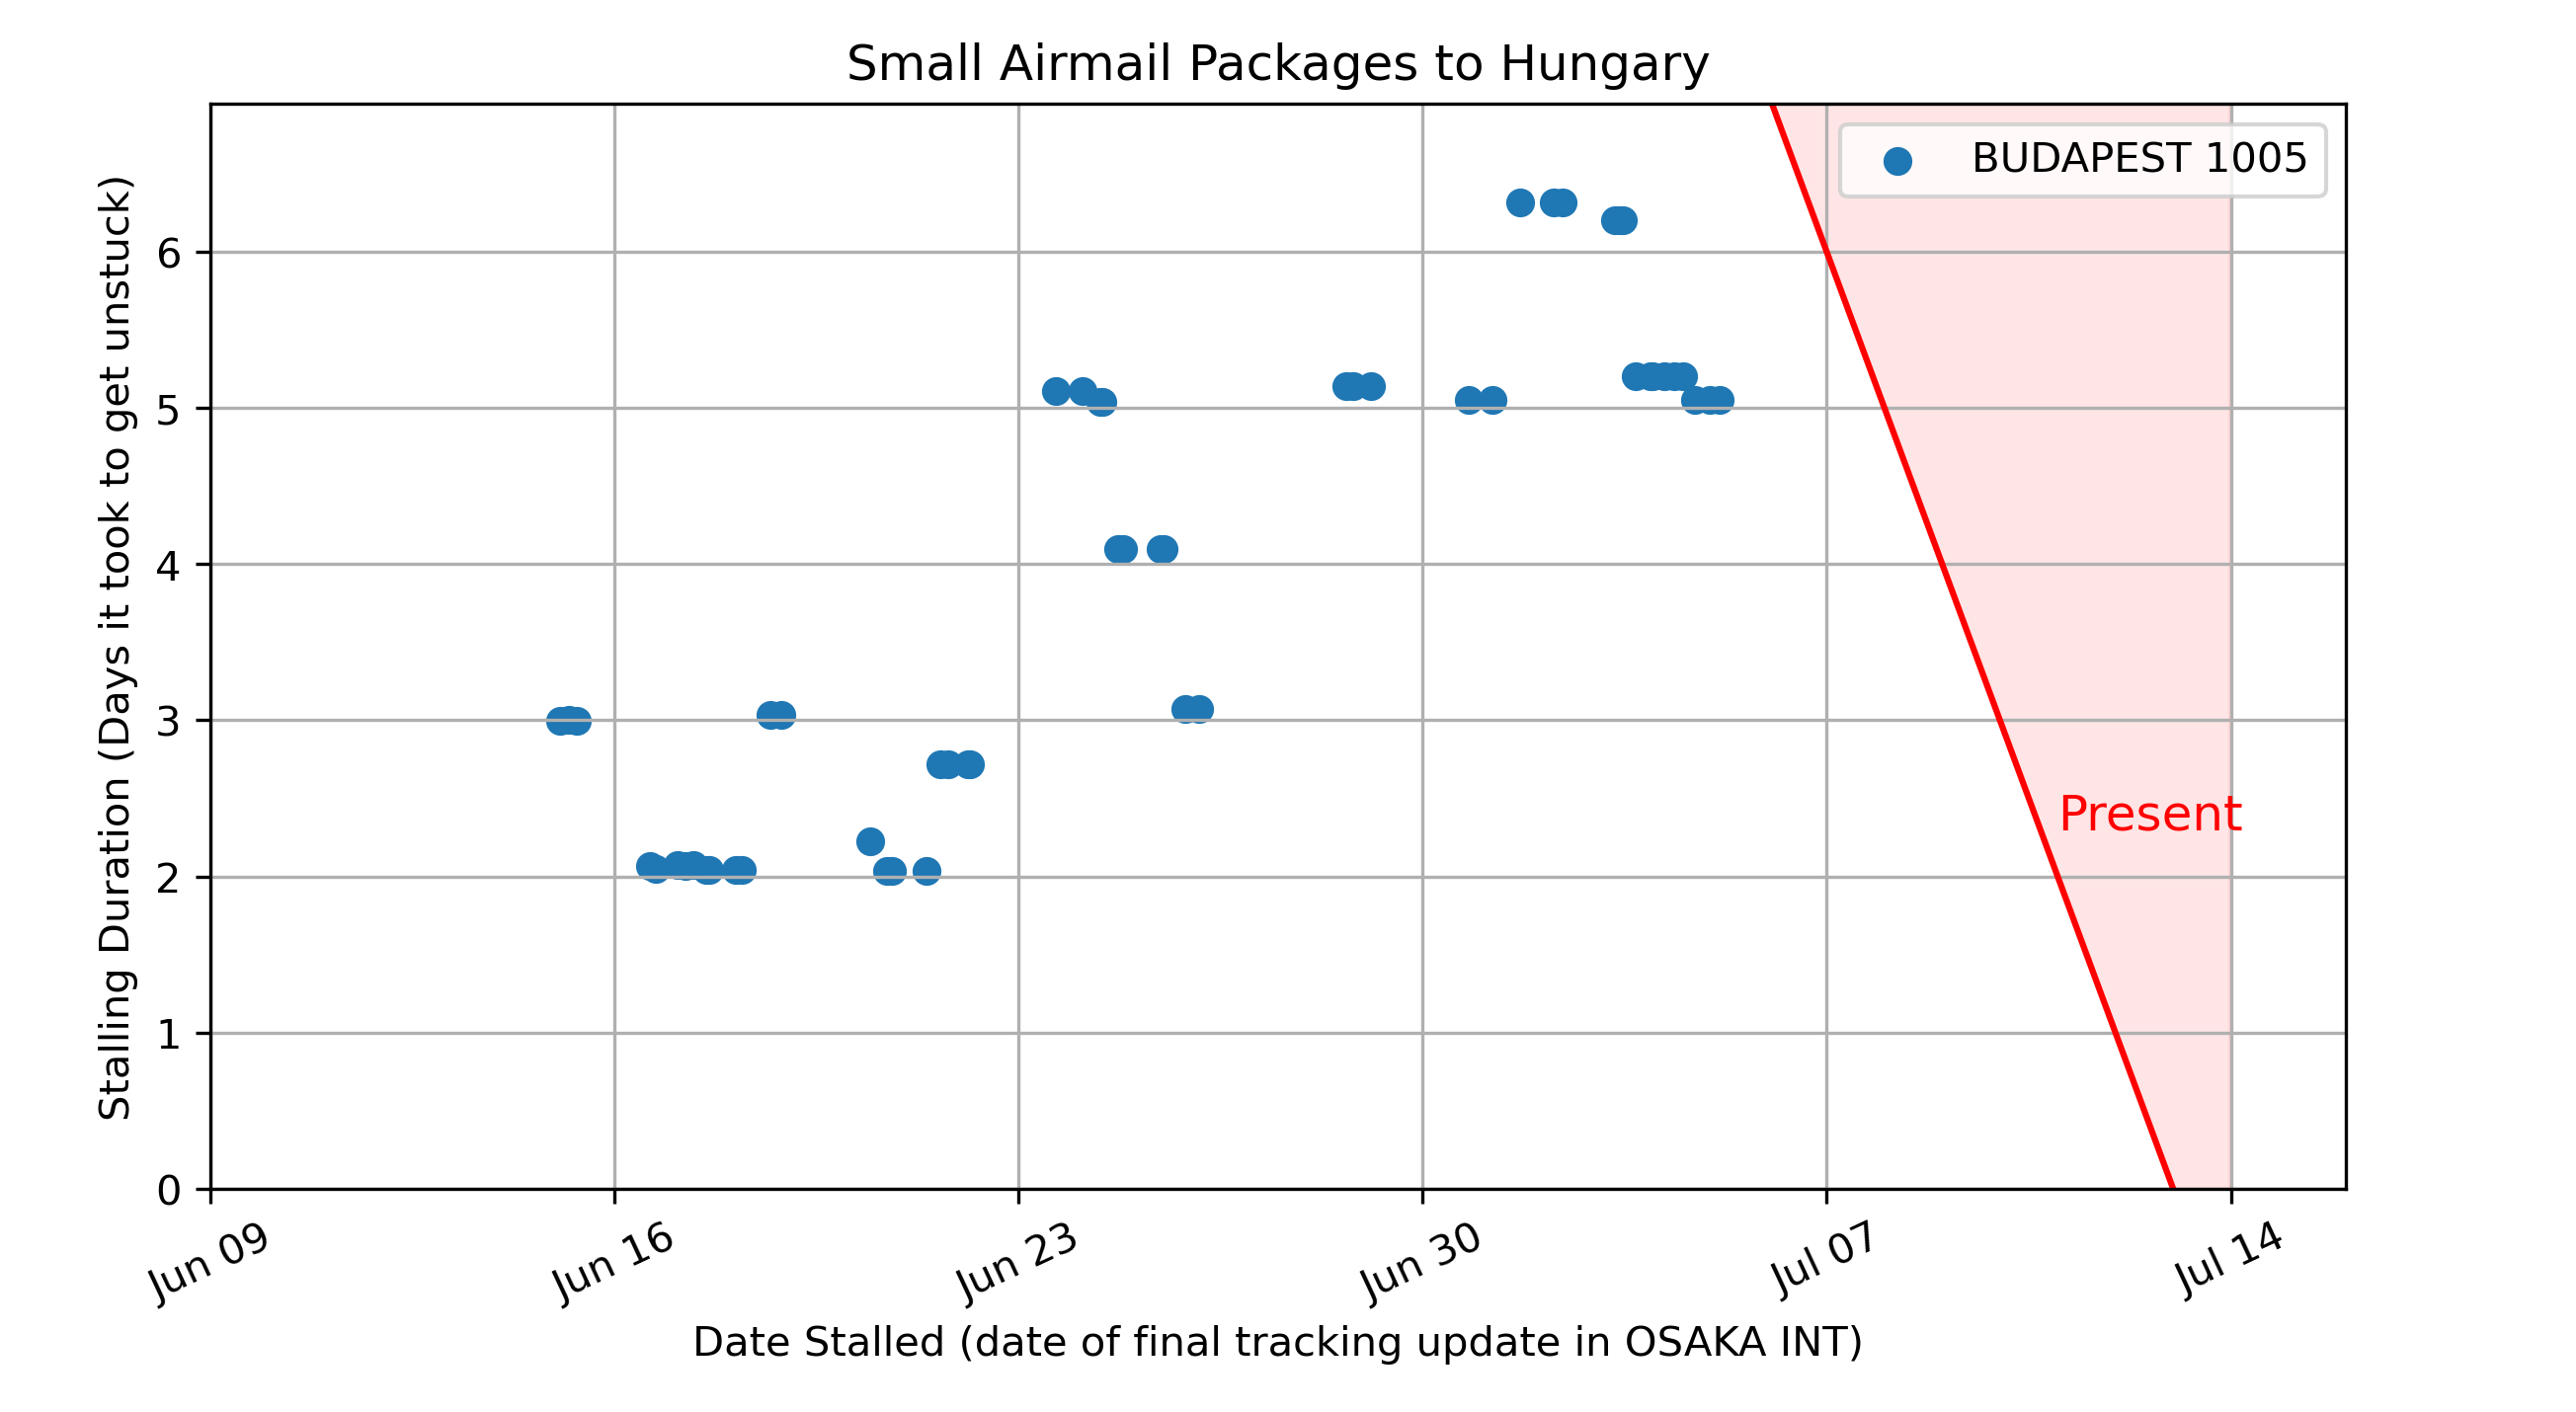 Small Airmail Packages to Hungary
BUDAPEST 1005
Stalling Duration (Days it took to get unstuck)
6
5
4
3
2
1
0
Present
Jun 09
Jun 16
Jun 23
Jun 30
Jul 07
Jul 14
Date Stalled (date of final tracking update in OSAKA INT)